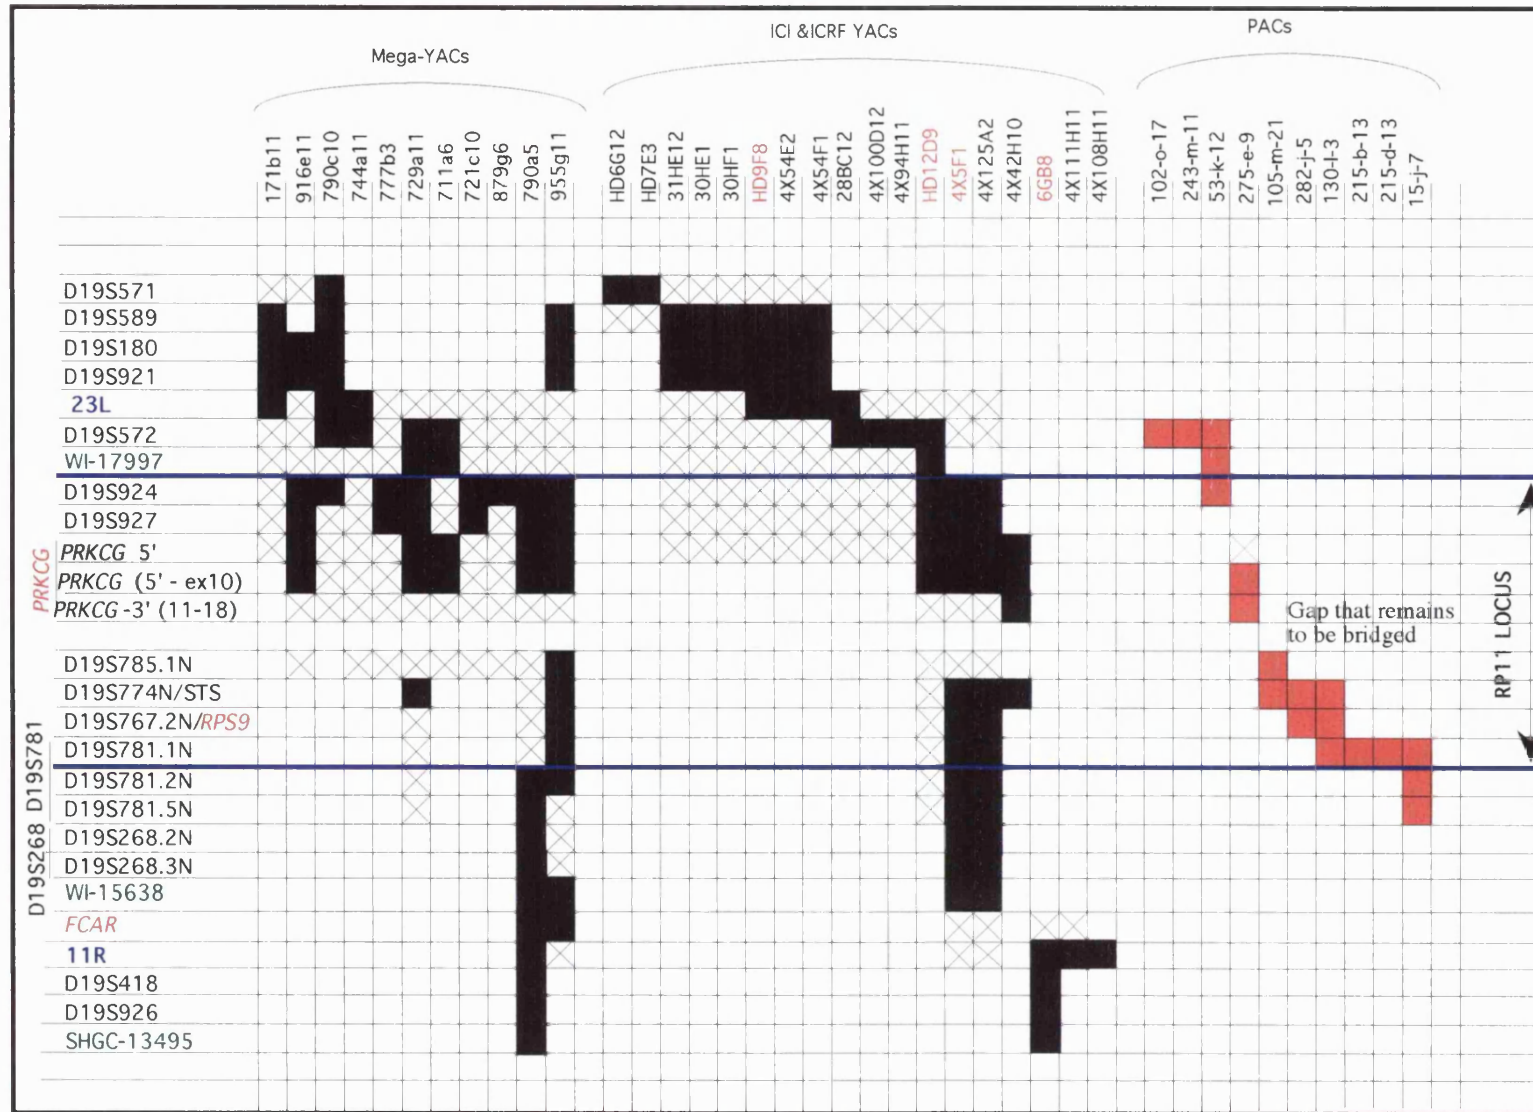 Mega-YACs
ICI &ICRF YACs
PACs
171b11
916e11
790c10
744a11
777b3
729a11
711a6
721c10
879g6
790a5
955g11
HD6G12
HD7E3
31HE12
30HE1
30HF1
HD9F8
4X54E2
4X54F1
28BC12
4X100D12
4X94H11
HD12D9
4X5F1
4X125A2
4X42H10
6GB8
4X111H11
4X108H11
102-o-17
243-m-11
53-k-12
275-e-9
105-m-21
282-j-5
130-l-3
215-b-13
215-d-13
15-j-7
D19S571
D19S589
D19S180
D19S921
23L
D19S572
WI-17997
D19S924
D19S927
PRKCG
PRKCG 5'
PRKCG (5' - ex10)
PRKCG -3' (11-18)
Gap that remains
to be bridged
RP11 LOCUS
D19S785.1N
D19S774N/STS
D19S767.2N/RPS9
D19S781.1N
D19S268 D19S781
D19S781.2N
D19S781.5N
D19S268.2N
D19S268.3N
WI-15638
FCAR
11R
D19S418
D19S926
SHGC-13495